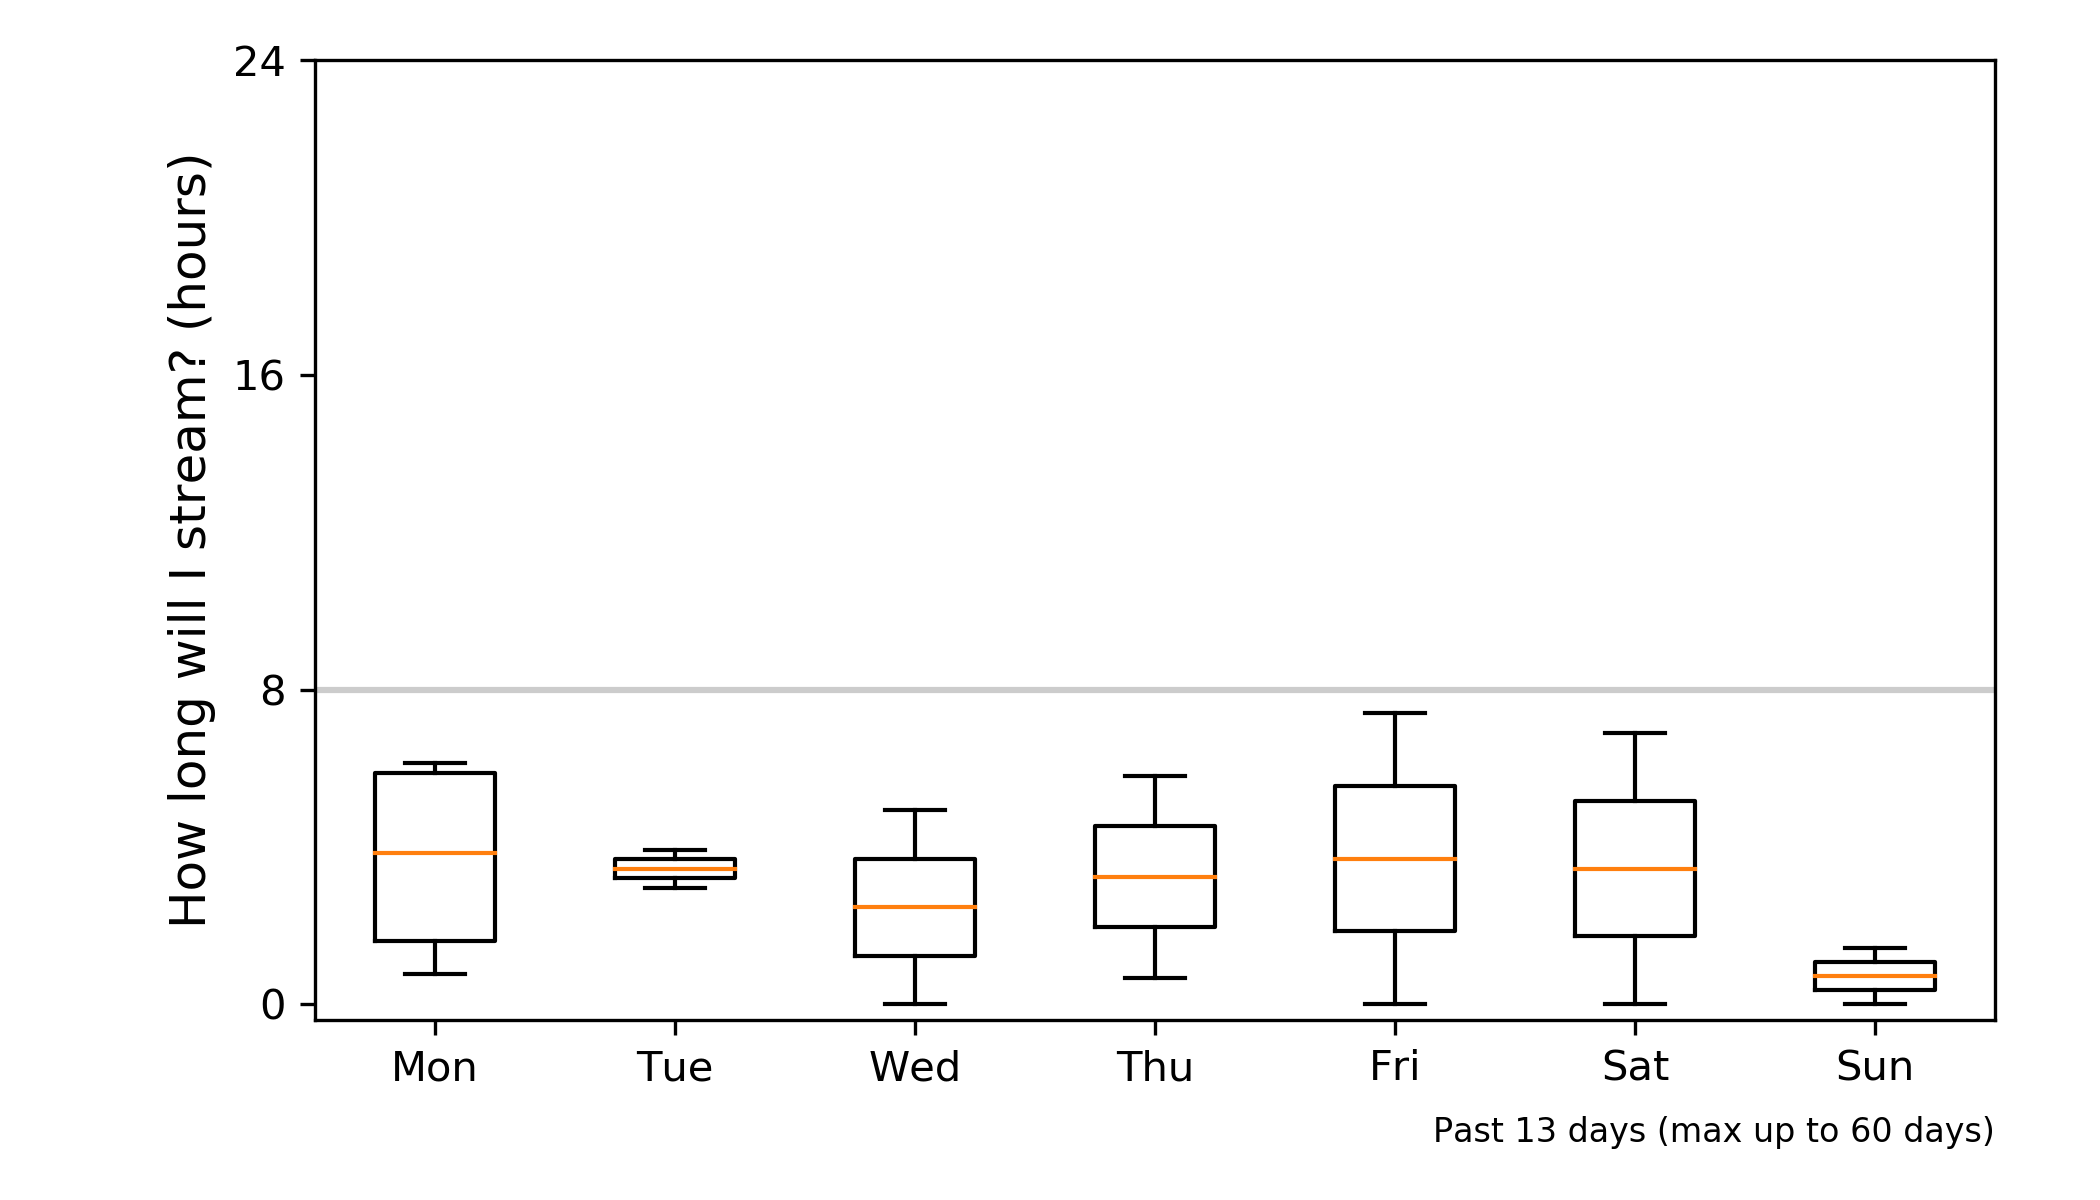 How long will I stream? (hours)
24
16
8
0
Mon Tue Wed Thu Fri Sat Sun
Past 13 days (max up to 60 days)